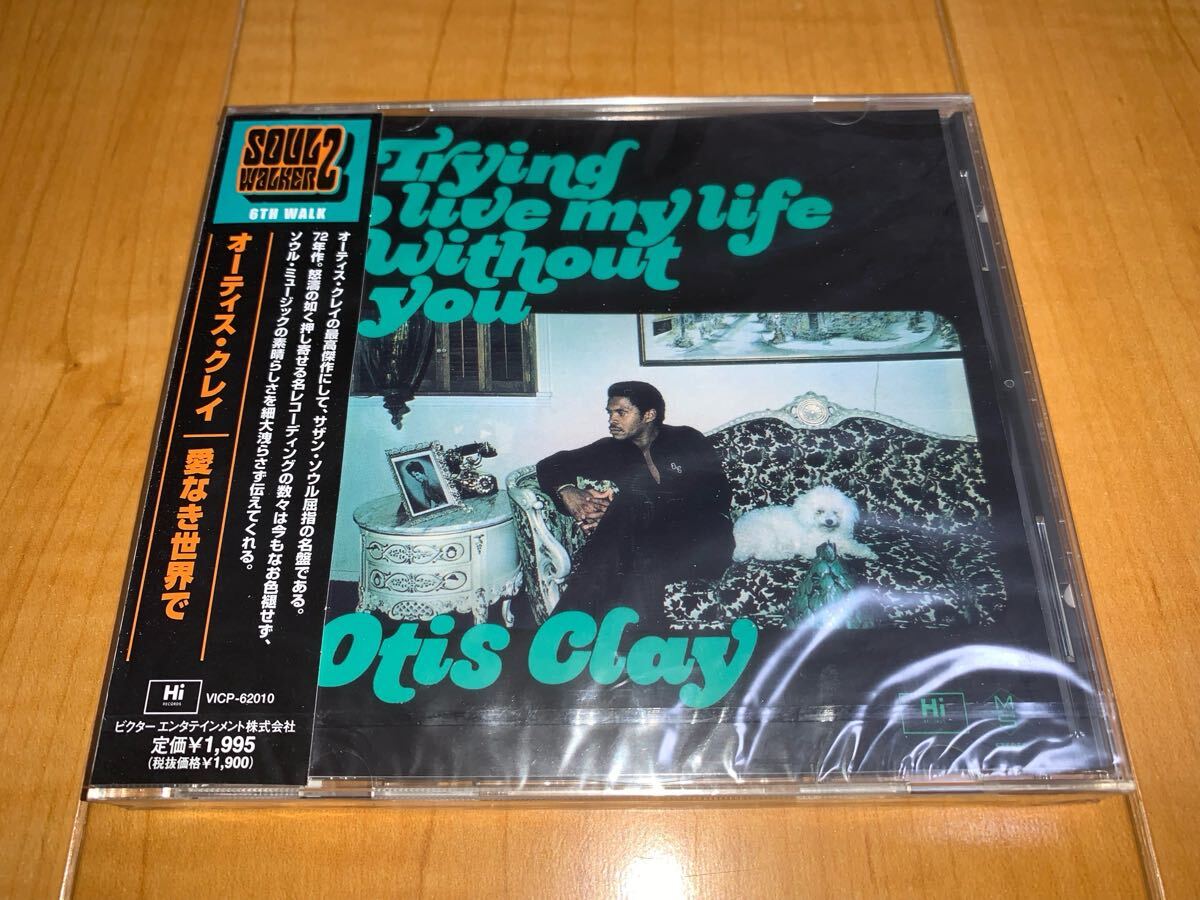 SOUL
WALKER2
6TH WALK
オーティス・クレイ│愛なき世界で
オーティス・クレイの最高傑作にして、サザン・ソウル屈指の名盤である。
72年作。怒濤の如く押し寄せる名レコーディングの数々は今もなお色褪せず、
ソウル・ミュージックの素晴らしさを細大洩らさず伝えてくれる。
Hi
RECORDS
VICP-62010
ビクター エンタテインメント株式会社
定価¥1,995
(税抜価格¥1,900)
Trying
o live my life
without
you
Otis Clay
Hi